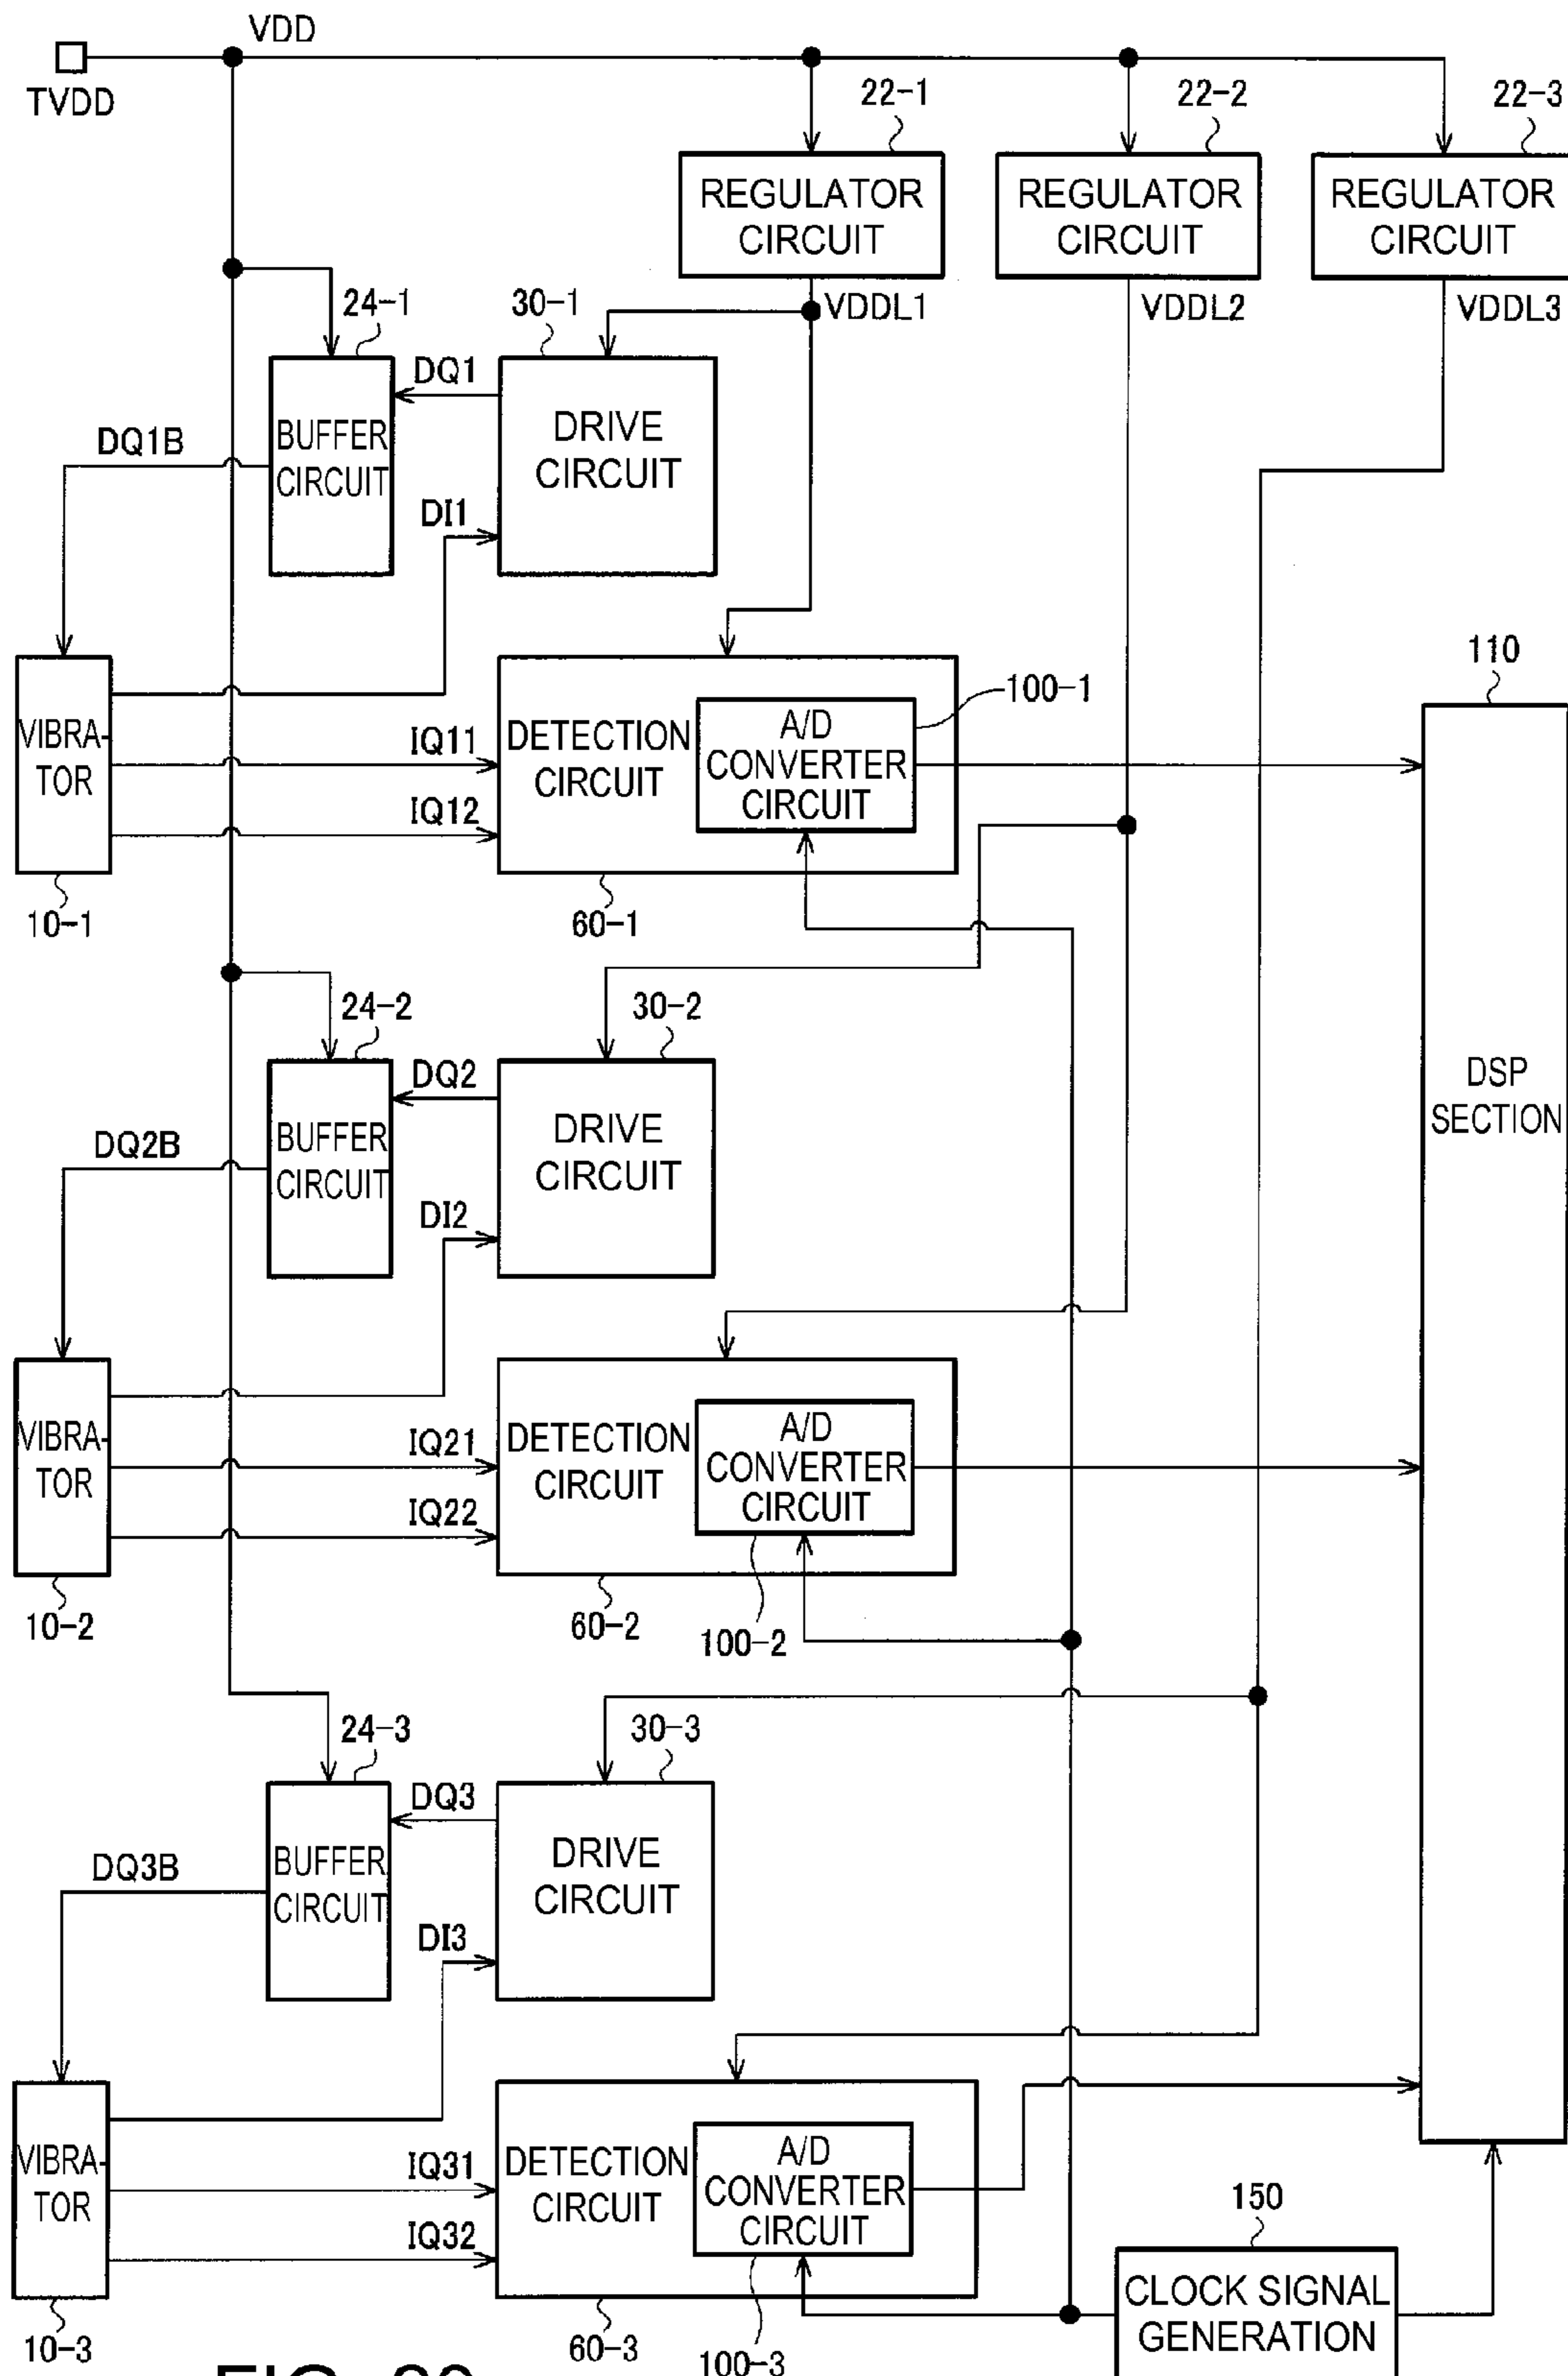 VDD
TVDD
22-1
22-2
22-3
REGULATOR
CIRCUIT
REGULATOR
CIRCUIT
REGULATOR
CIRCUIT
VDDL1
VDDL2
VDDL3
24-1
30-1
DQ1
BUFFER
CIRCUIT
DRIVE
CIRCUIT
DQ1B
DI1
VIBRA-
TOR
10-1
IQ11
IQ12
DETECTION
CIRCUIT
A/D
CONVERTER
CIRCUIT
100-1
60-1
110
DSP
SECTION
24-2
30-2
DQ2
BUFFER
CIRCUIT
DRIVE
CIRCUIT
DQ2B
DI2
VIBRA-
TOR
10-2
IQ21
IQ22
DETECTION
CIRCUIT
A/D
CONVERTER
CIRCUIT
60-2
100-2
24-3
30-3
DQ3
BUFFER
CIRCUIT
DRIVE
CIRCUIT
DQ3B
DI3
VIBRA-
TOR
10-3
IQ31
IQ32
DETECTION
CIRCUIT
A/D
CONVERTER
CIRCUIT
60-3
100-3
150
CLOCK SIGNAL
GENERATION